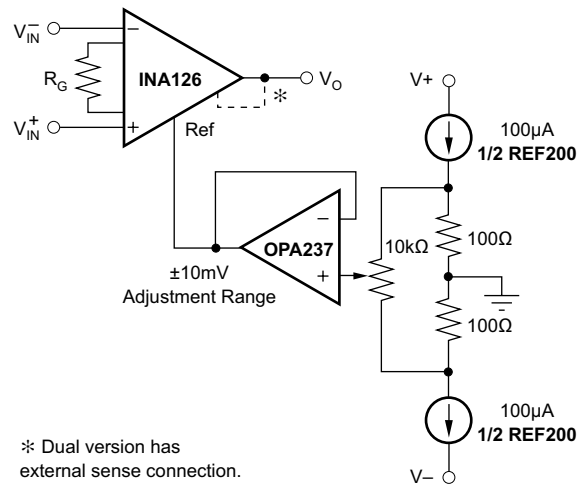 V⁻IN
RG
V⁺IN
−
+
INA126
VO
*
Ref
V+
100µA
1/2 REF200
−
+
OPA237
10kΩ
100Ω
100Ω
±10mV
Adjustment Range
100µA
1/2 REF200
V–
* Dual version has
external sense connection.